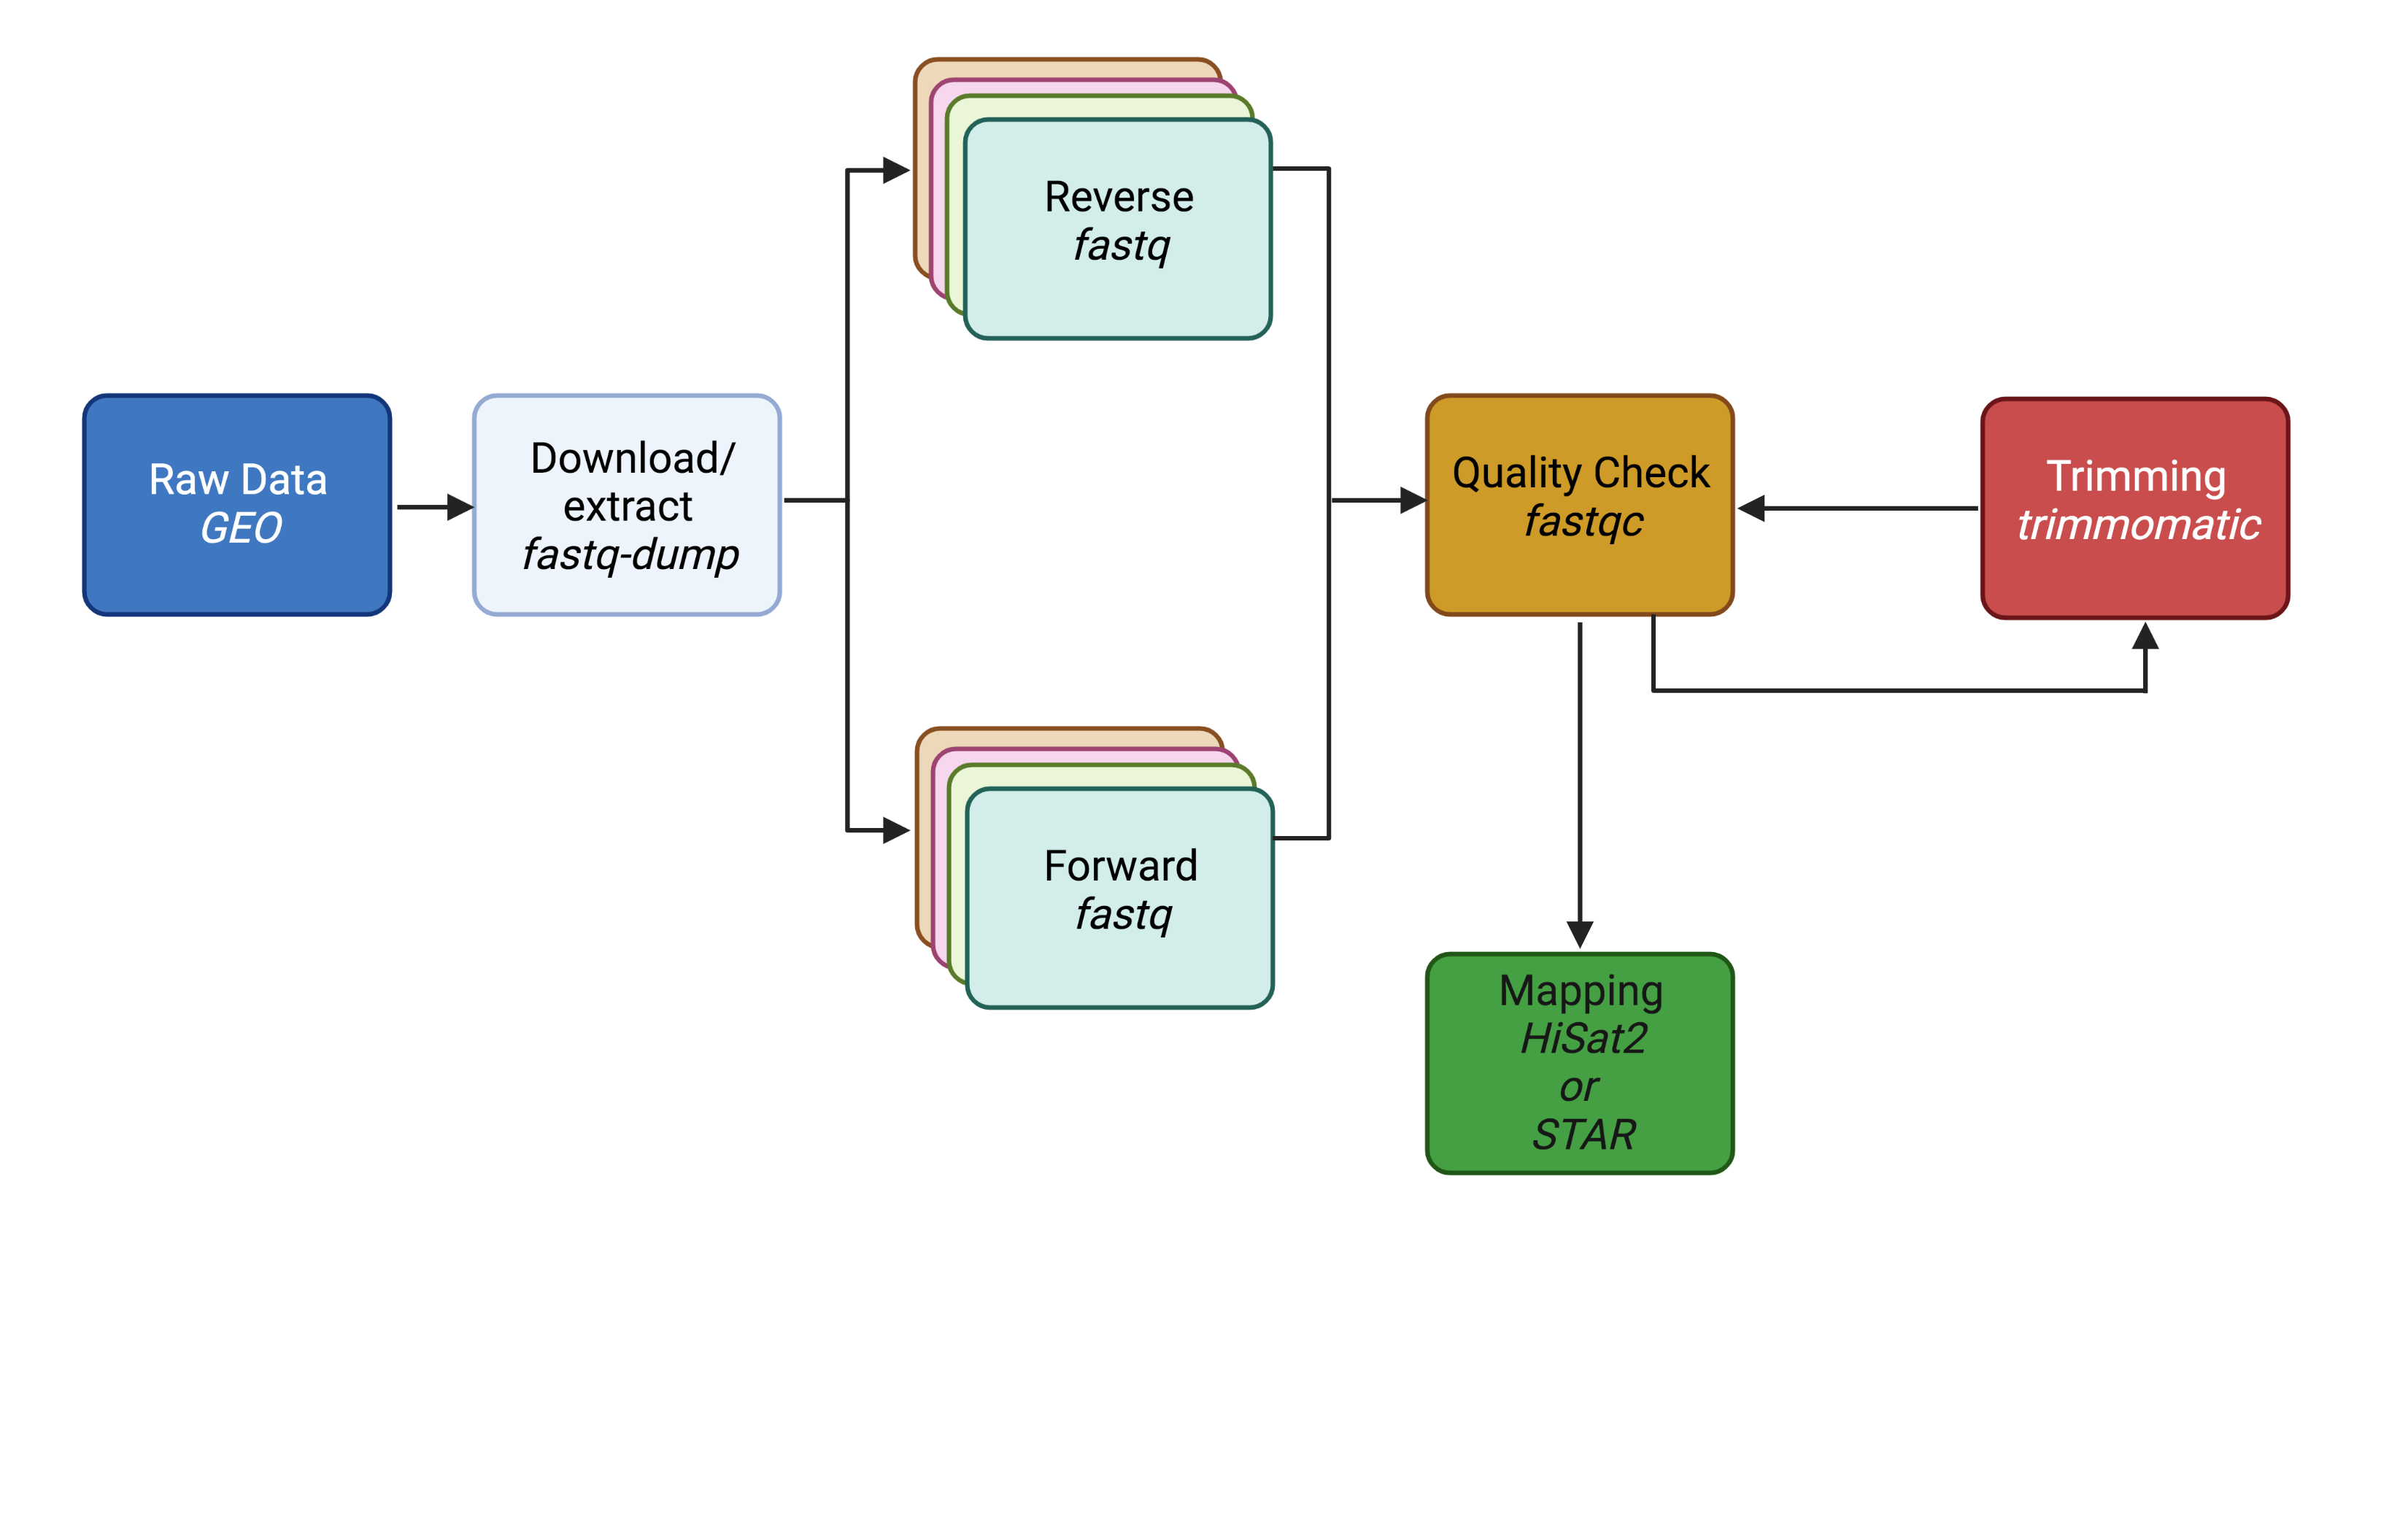 Raw Data
GEO
Download/
extract
fastq-dump
Reverse
fastq
Forward
fastq
Quality Check
fastqc
Trimming
trimmomatic
Mapping
HiSat2
or
STAR